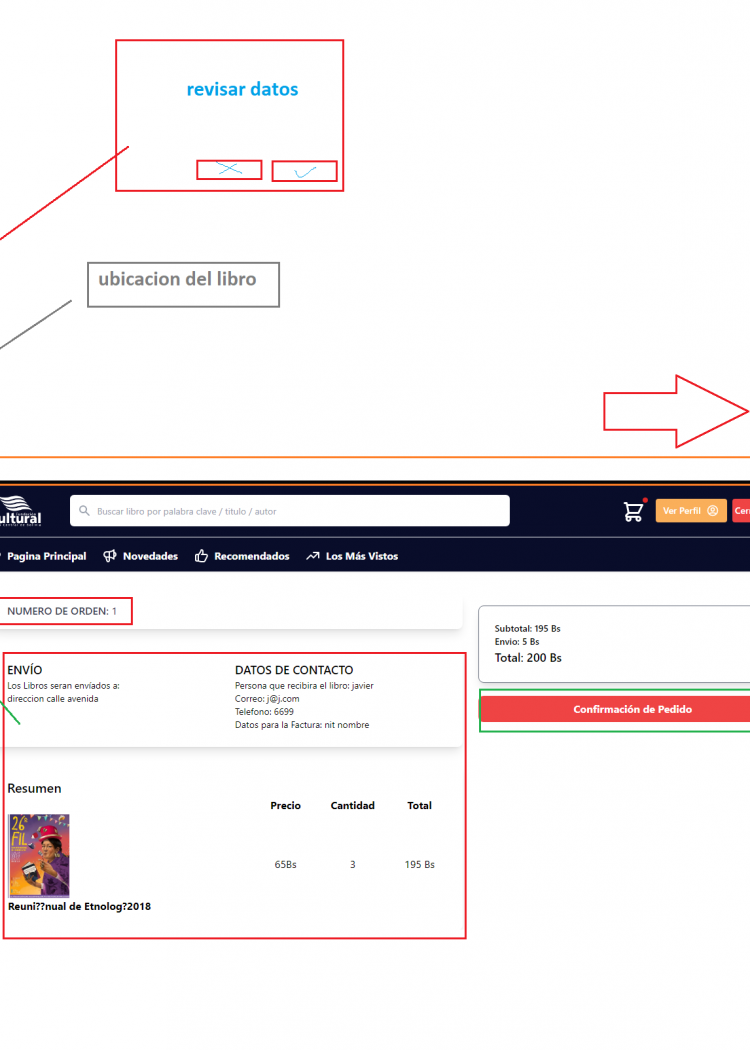 revisar datos
ubicacion del libro
Buscar libro por palabra clave / titulo / autor
Ver Perfil
Pagina Principal
Novedades
Recomendados
Los Más Vistos
NUMERO DE ORDEN: 1
Subtotal: 195 Bs
Envio: 5 Bs
Total: 200 Bs
Confirmación de Pedido
ENVÍO
Los Libros seran envíados a:
direccion calle avenida
DATOS DE CONTACTO
Persona que recibira el libro: javier
Correo: j@j.com
Telefono: 6699
Datos para la Factura: nit nombre
Resumen
Precio Cantidad Total
26
FIL
65Bs 3 195 Bs
Reuni??nual de Etnolog?2018